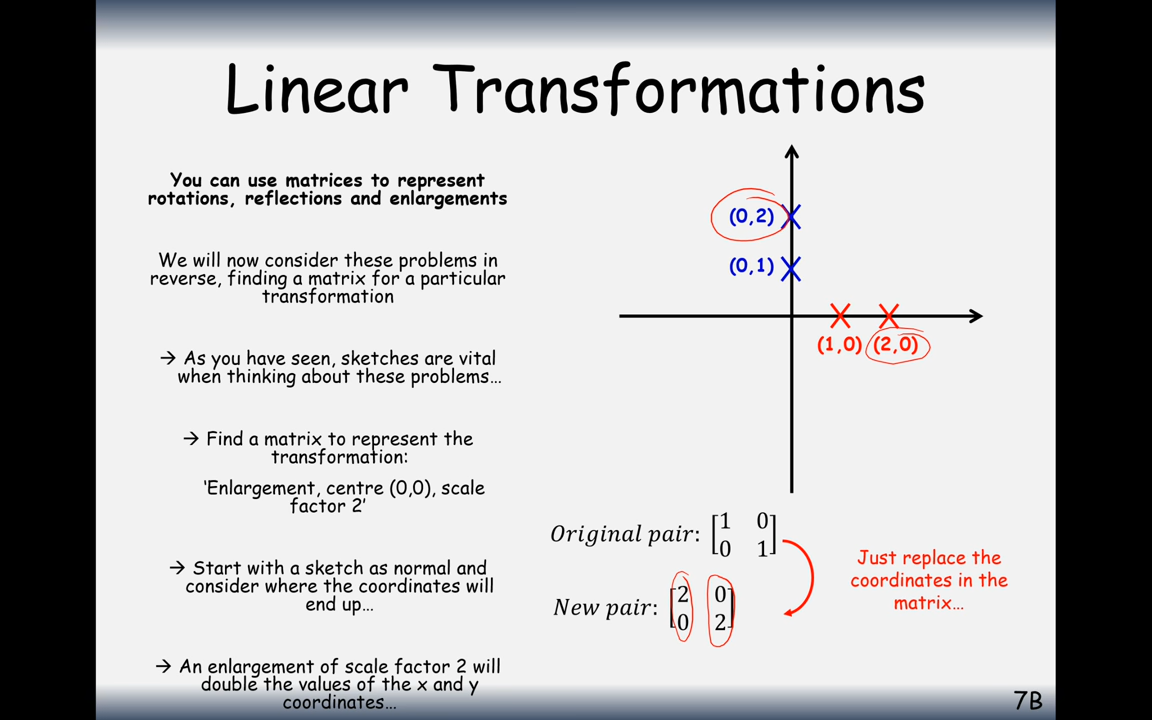 Linear Transformations
You can use matrices to represent
rotations, reflections and enlargements
We will now consider these problems in
reverse, finding a matrix for a particular
transformation
→ As you have seen, sketches are vital
when thinking about these problems…
→ Find a matrix to represent the
transformation:
‘Enlargement, centre (0,0), scale
factor 2’
→ Start with a sketch as normal and
consider where the coordinates will
end up…
→ An enlargement of scale factor 2 will
double the values of the x and y
coordinates…
(0,2)
(0,1)
(1,0) (2,0)
Original pair: [1 0
0 1]
New pair: [2 0
0 2]
Just replace the
coordinates in the
matrix…
7B